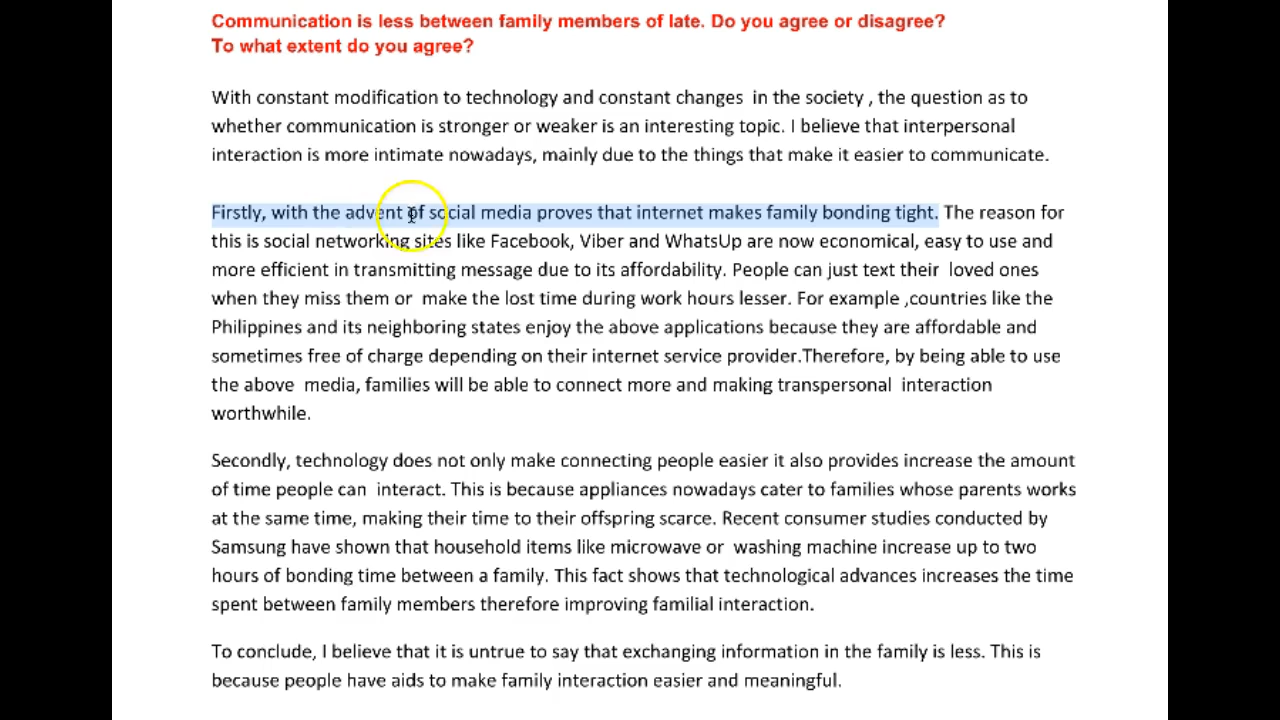 Communication is less between family members of late. Do you agree or disagree?
To what extent do you agree?
With constant modification to technology and constant changes  in the society , the question as to
whether communication is stronger or weaker is an interesting topic. I believe that interpersonal
interaction is more intimate nowadays, mainly due to the things that make it easier to communicate.
Firstly, with the advent of social media proves that internet makes family bonding tight. The reason for
this is social networking sites like Facebook, Viber and WhatsUp are now economical, easy to use and
more efficient in transmitting message due to its affordability. People can just text their  loved ones
when they miss them or  make the lost time during work hours lesser. For example ,countries like the
Philippines and its neighboring states enjoy the above applications because they are affordable and
sometimes free of charge depending on their internet service provider.Therefore, by being able to use
the above  media, families will be able to connect more and making transpersonal  interaction
worthwhile.
Secondly, technology does not only make connecting people easier it also provides increase the amount
of time people can  interact. This is because appliances nowadays cater to families whose parents works
at the same time, making their time to their offspring scarce. Recent consumer studies conducted by
Samsung have shown that household items like microwave or  washing machine increase up to two
hours of bonding time between a family. This fact shows that technological advances increases the time
spent between family members therefore improving familial interaction.
To conclude, I believe that it is untrue to say that exchanging information in the family is less. This is
because people have aids to make family interaction easier and meaningful.